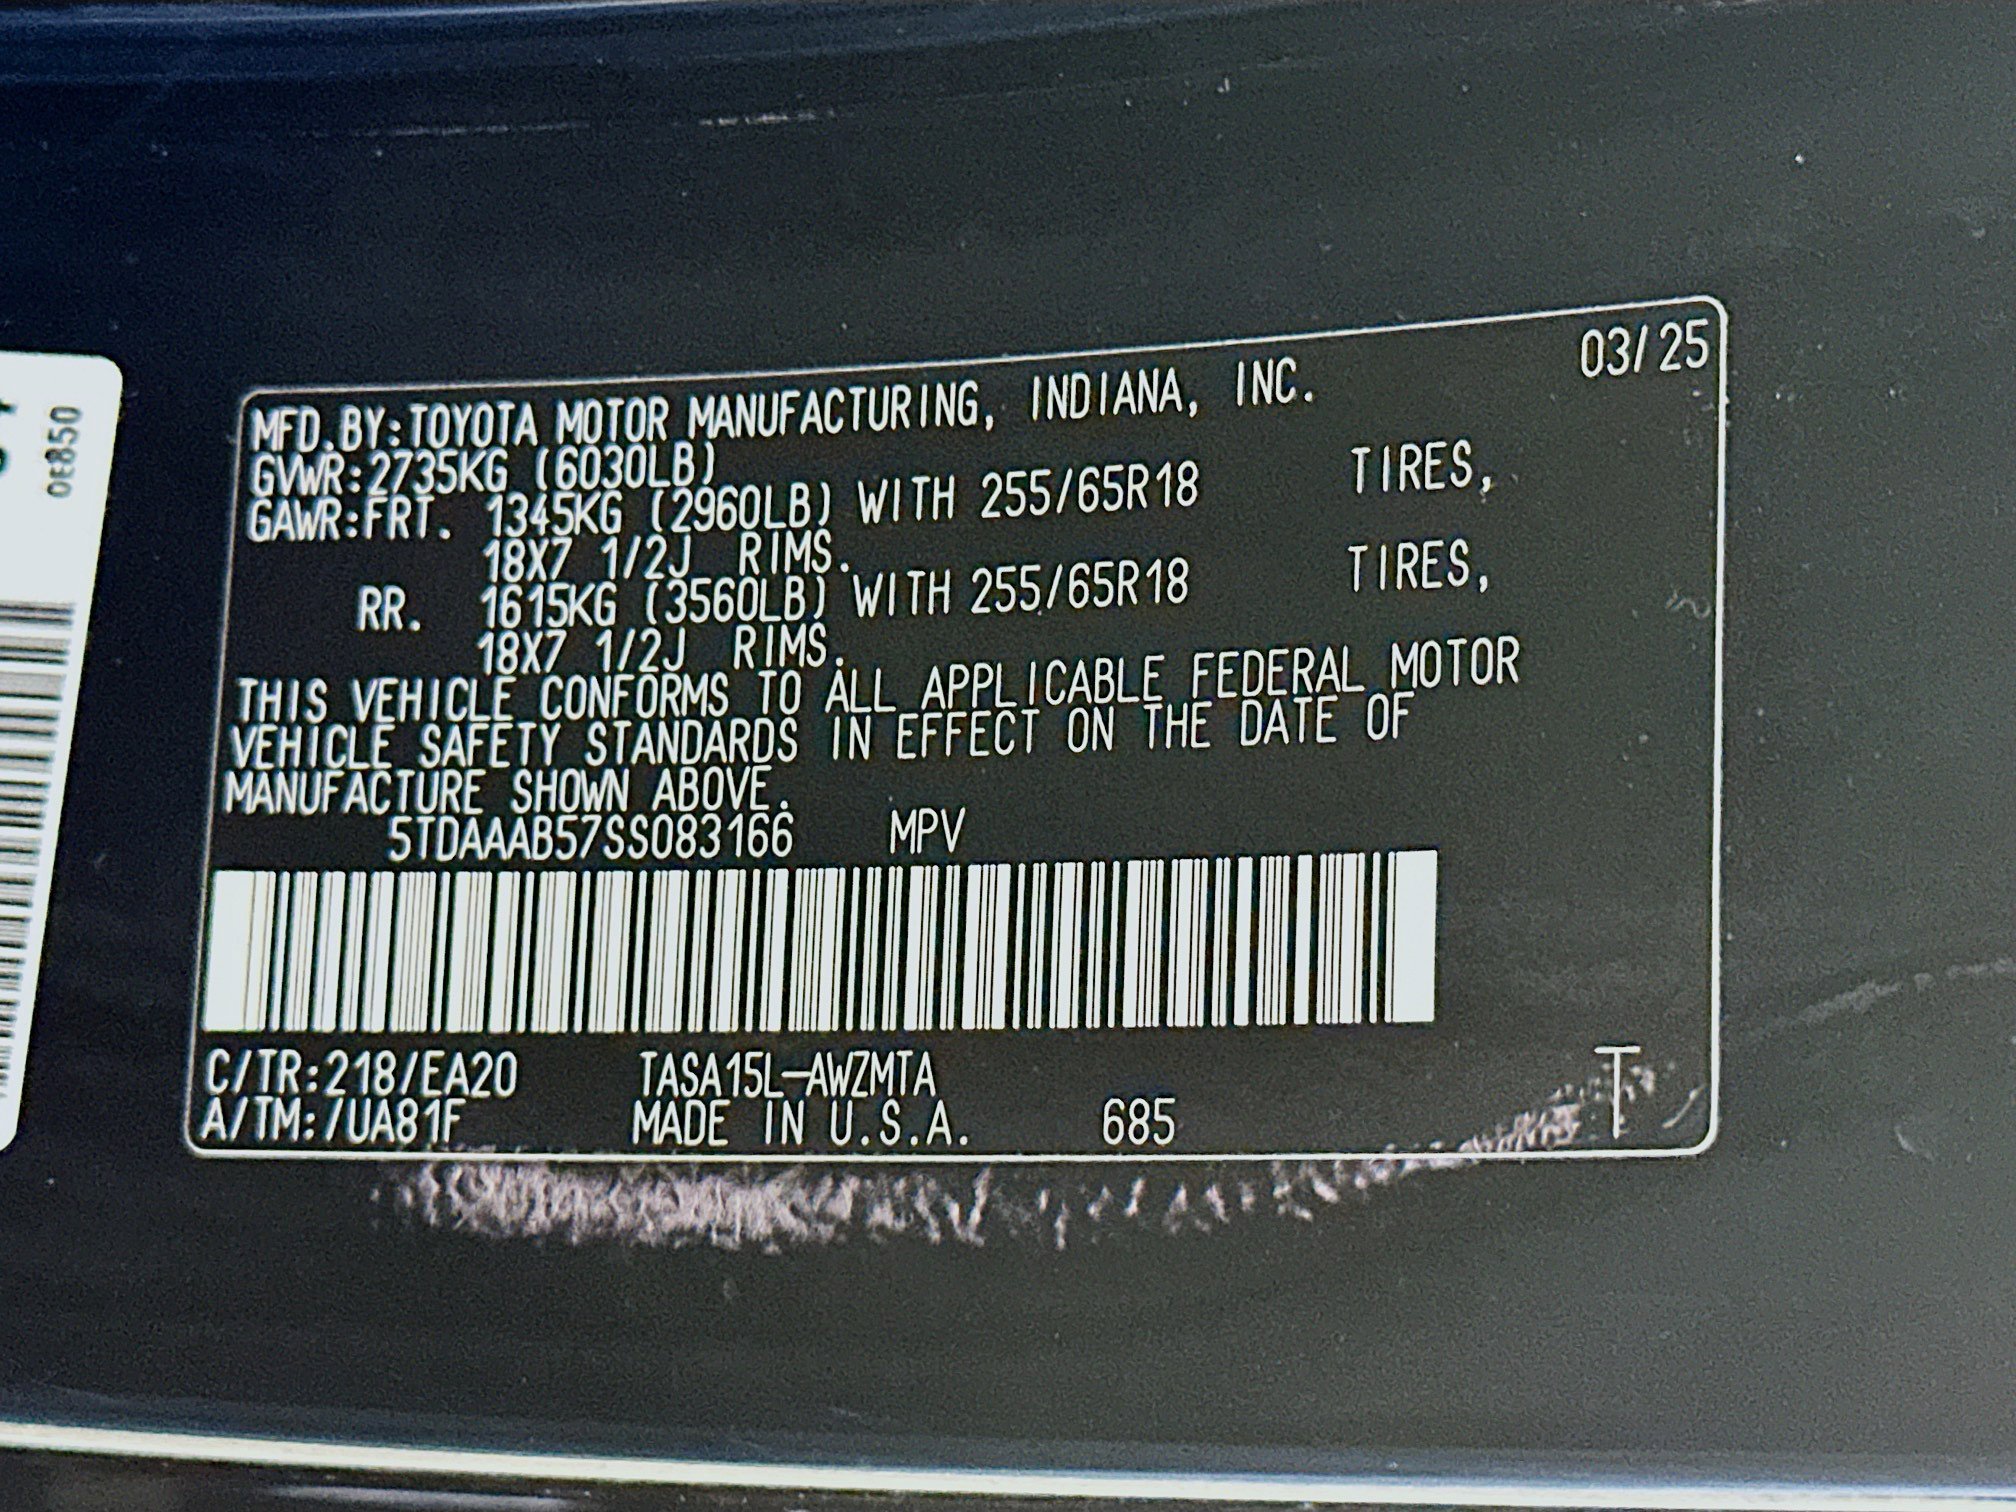 03/25
MFD.BY:TOYOTA MOTOR MANUFACTURING, INDIANA, INC.
GVWR:2735KG (6030LB)
GAWR:FRT. 1345KG (2960LB) WITH 255/65R18 TIRES,
18X7 1/2J RIMS.
RR. 1615KG (3560LB) WITH 255/65R18 TIRES,
18X7 1/2J RIMS.
THIS VEHICLE CONFORMS TO ALL APPLICABLE FEDERAL MOTOR
VEHICLE SAFETY STANDARDS IN EFFECT ON THE DATE OF
MANUFACTURE SHOWN ABOVE.
5TDAAAB57SS083166 MPV
C/TR:218/EA20 TASA15L-AWZMTA
A/TM:/UA81F MADE IN U.S.A. 685 T
0E850